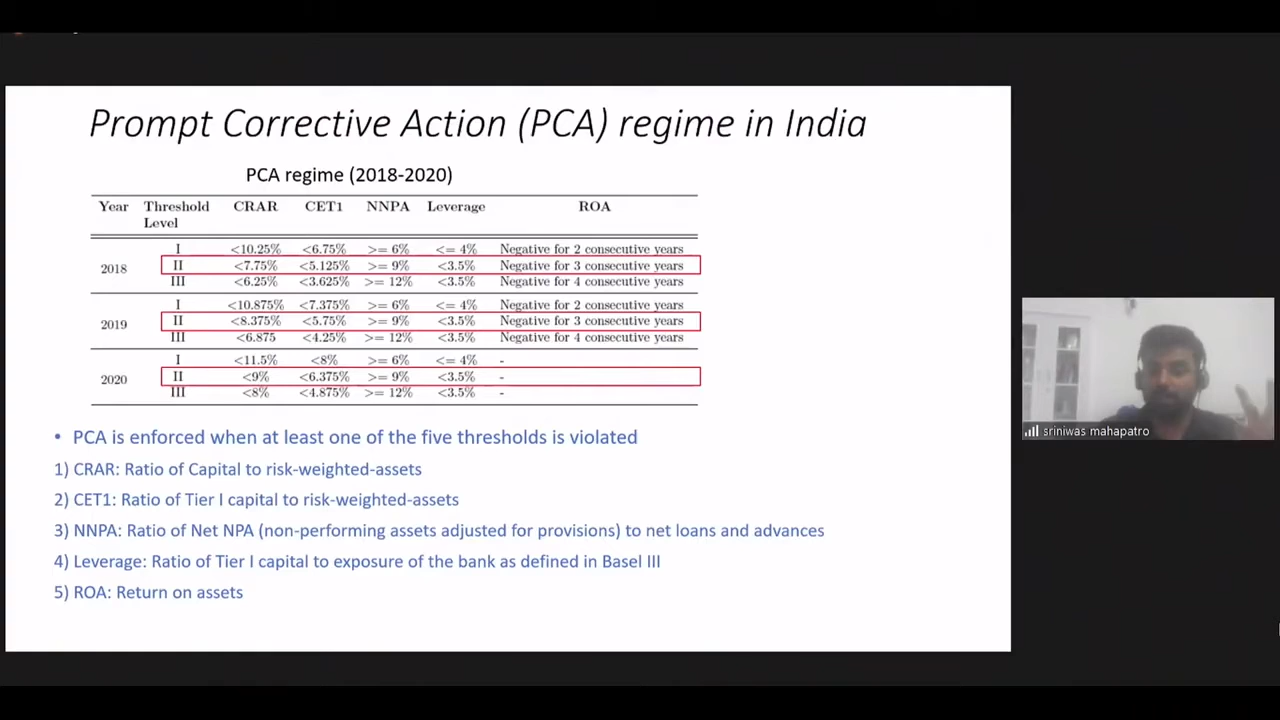 Prompt Corrective Action (PCA) regime in India
PCA regime (2018-2020)
Year Threshold Level CRAR CET1 NNPA Leverage ROA
I <10.25% <6.75% >= 6% <= 4% Negative for 2 consecutive years
2018 II <7.75% <5.125% >= 9% <3.5% Negative for 3 consecutive years
III <6.25% <3.625% >= 12% <3.5% Negative for 4 consecutive years
I <10.875% <7.375% >= 6% <= 4% Negative for 2 consecutive years
2019 II <8.375% <5.75% >= 9% <3.5% Negative for 3 consecutive years
III <6.875 <4.25% >= 12% <3.5% Negative for 4 consecutive years
I <11.5% <8% >= 6% <= 4% -
2020 II <9% <6.375% >= 9% <3.5% -
III <8% <4.875% >= 12% <3.5% -
• PCA is enforced when at least one of the five thresholds is violated
1) CRAR: Ratio of Capital to risk-weighted-assets
2) CET1: Ratio of Tier I capital to risk-weighted-assets
3) NNPA: Ratio of Net NPA (non-performing assets adjusted for provisions) to net loans and advances
4) Leverage: Ratio of Tier I capital to exposure of the bank as defined in Basel III
5) ROA: Return on assets
sriniwas mahapatro